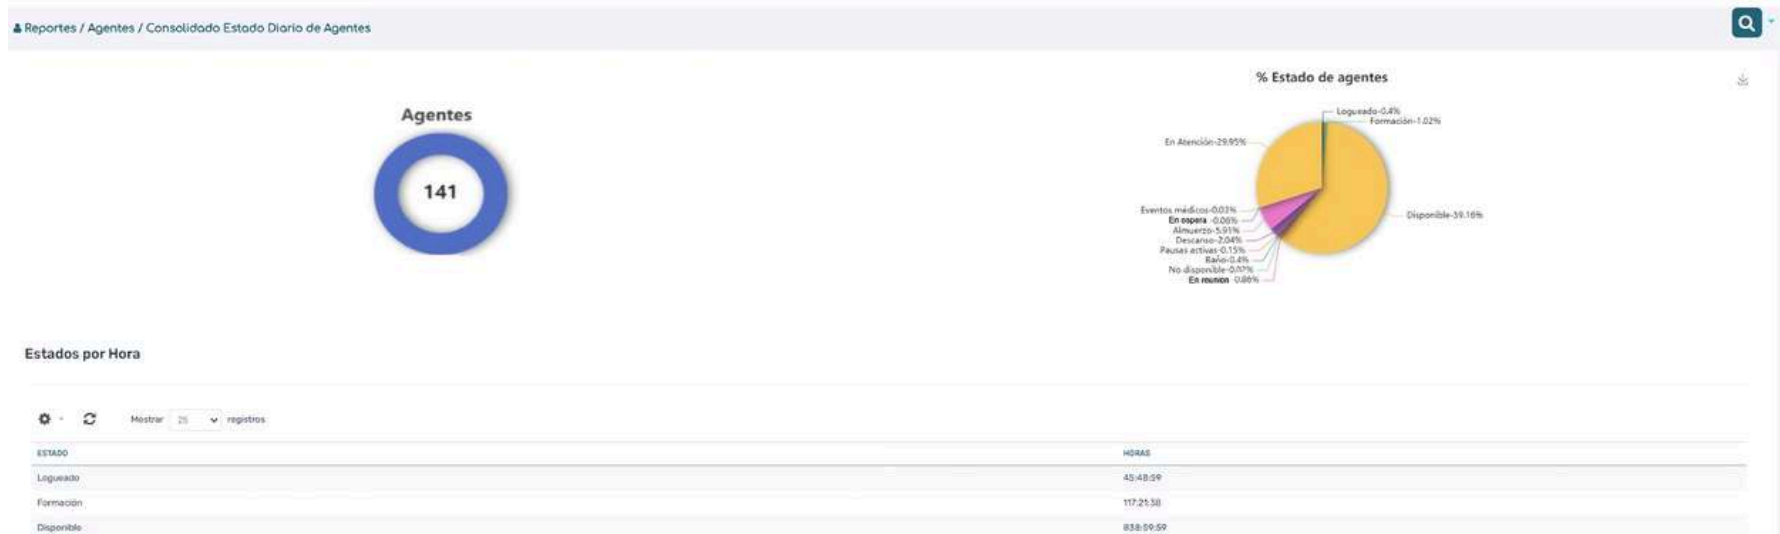 Reportes / Agentes / Consolidado Estado Diario de Agentes
% Estado de agentes
Agentes
141
Logueado-0.4%
Formación-1.02%
En Atención-29.95%
Disponible-59.16%
Eventos médicos-0.03%
En espera -0.06%
Almuerzo-5.91%
Descanso-2.04%
Pausas activas-0.15%
Baño-0.4%
No disponible-0.02%
En reunion -0.86%
Estados por Hora
Mostrar 25 registros
ESTADO HORAS
Logueado 45:48:59
Formación 117:21:38
Disponible 838:59:59